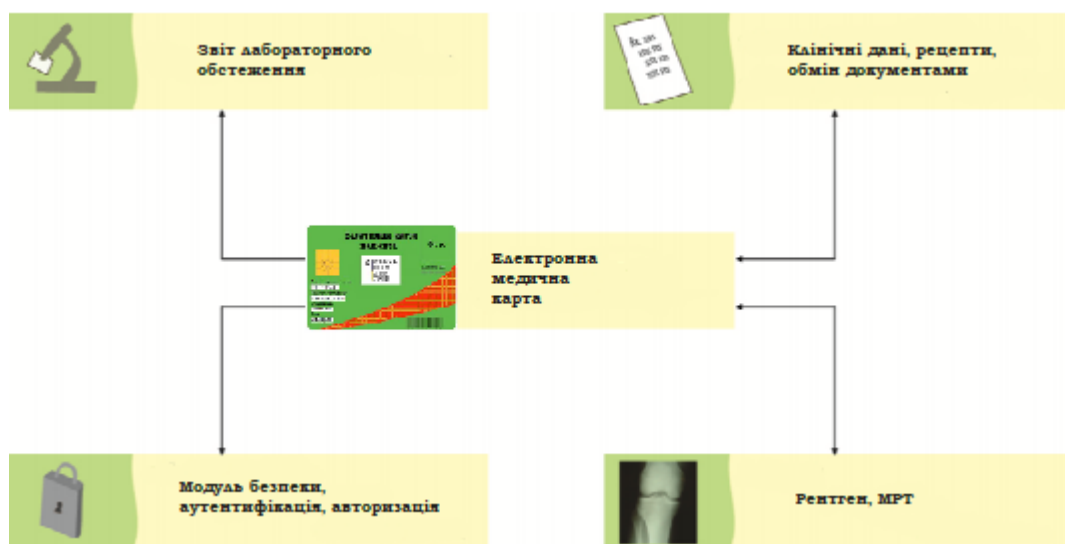 Звіт лабораторного
обстеження
Клінічні дані, рецепти,
обмін документами
Електронна
медична
карта
Модуль безпеки,
аутентифікація, авторизація
Рентген, МРТ